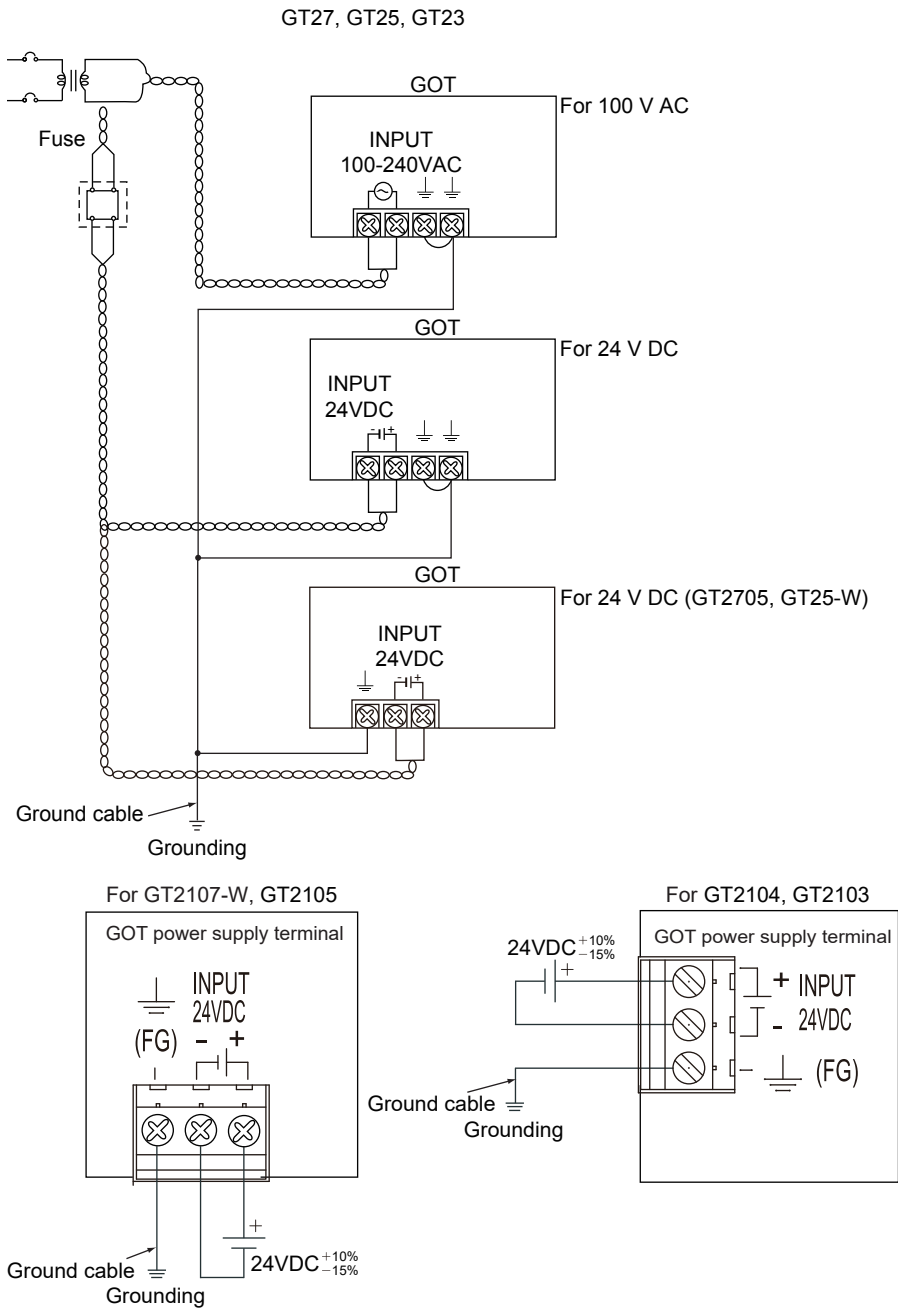 GT27, GT25, GT23
GOT
For 100 V AC
Fuse
INPUT
100-240VAC
GOT
For 24 V DC
INPUT
24VDC
- +
GOT
For 24 V DC (GT2705, GT25-W)
INPUT
24VDC
- +
Ground cable
Grounding
For GT2107-W, GT2105
GOT power supply terminal
INPUT
24VDC
(FG) - +
+
24VDC +10% −15%
Ground cable
Grounding
For GT2104, GT2103
GOT power supply terminal
24VDC +10% −15%
+
+ INPUT
- 24VDC
(FG)
Ground cable
Grounding